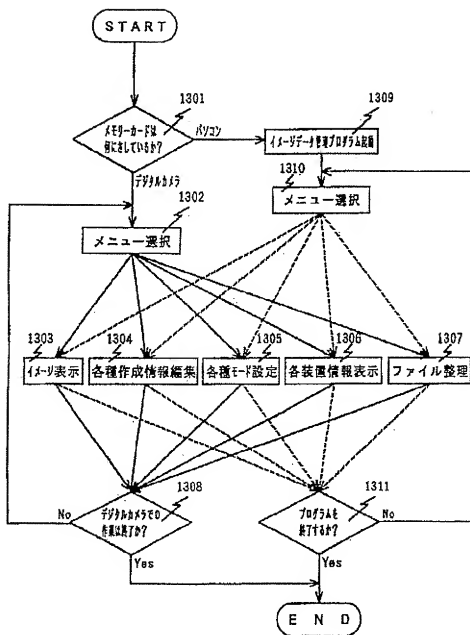 START
1301
メモリーカードは
何にさしているか?
パソコン
1309
イメージデータ管理プログラム起動
デジタルカメラ
1302
メニュー選択
1310
メニュー選択
1303
イメージ表示
1304
各種作成情報編集
1305
各種モード設定
1306
各装置情報表示
1307
ファイル整理
1308
デジタルカメラでの
作業は終了か?
No
Yes
1311
プログラムを
終了するか?
No
Yes
END